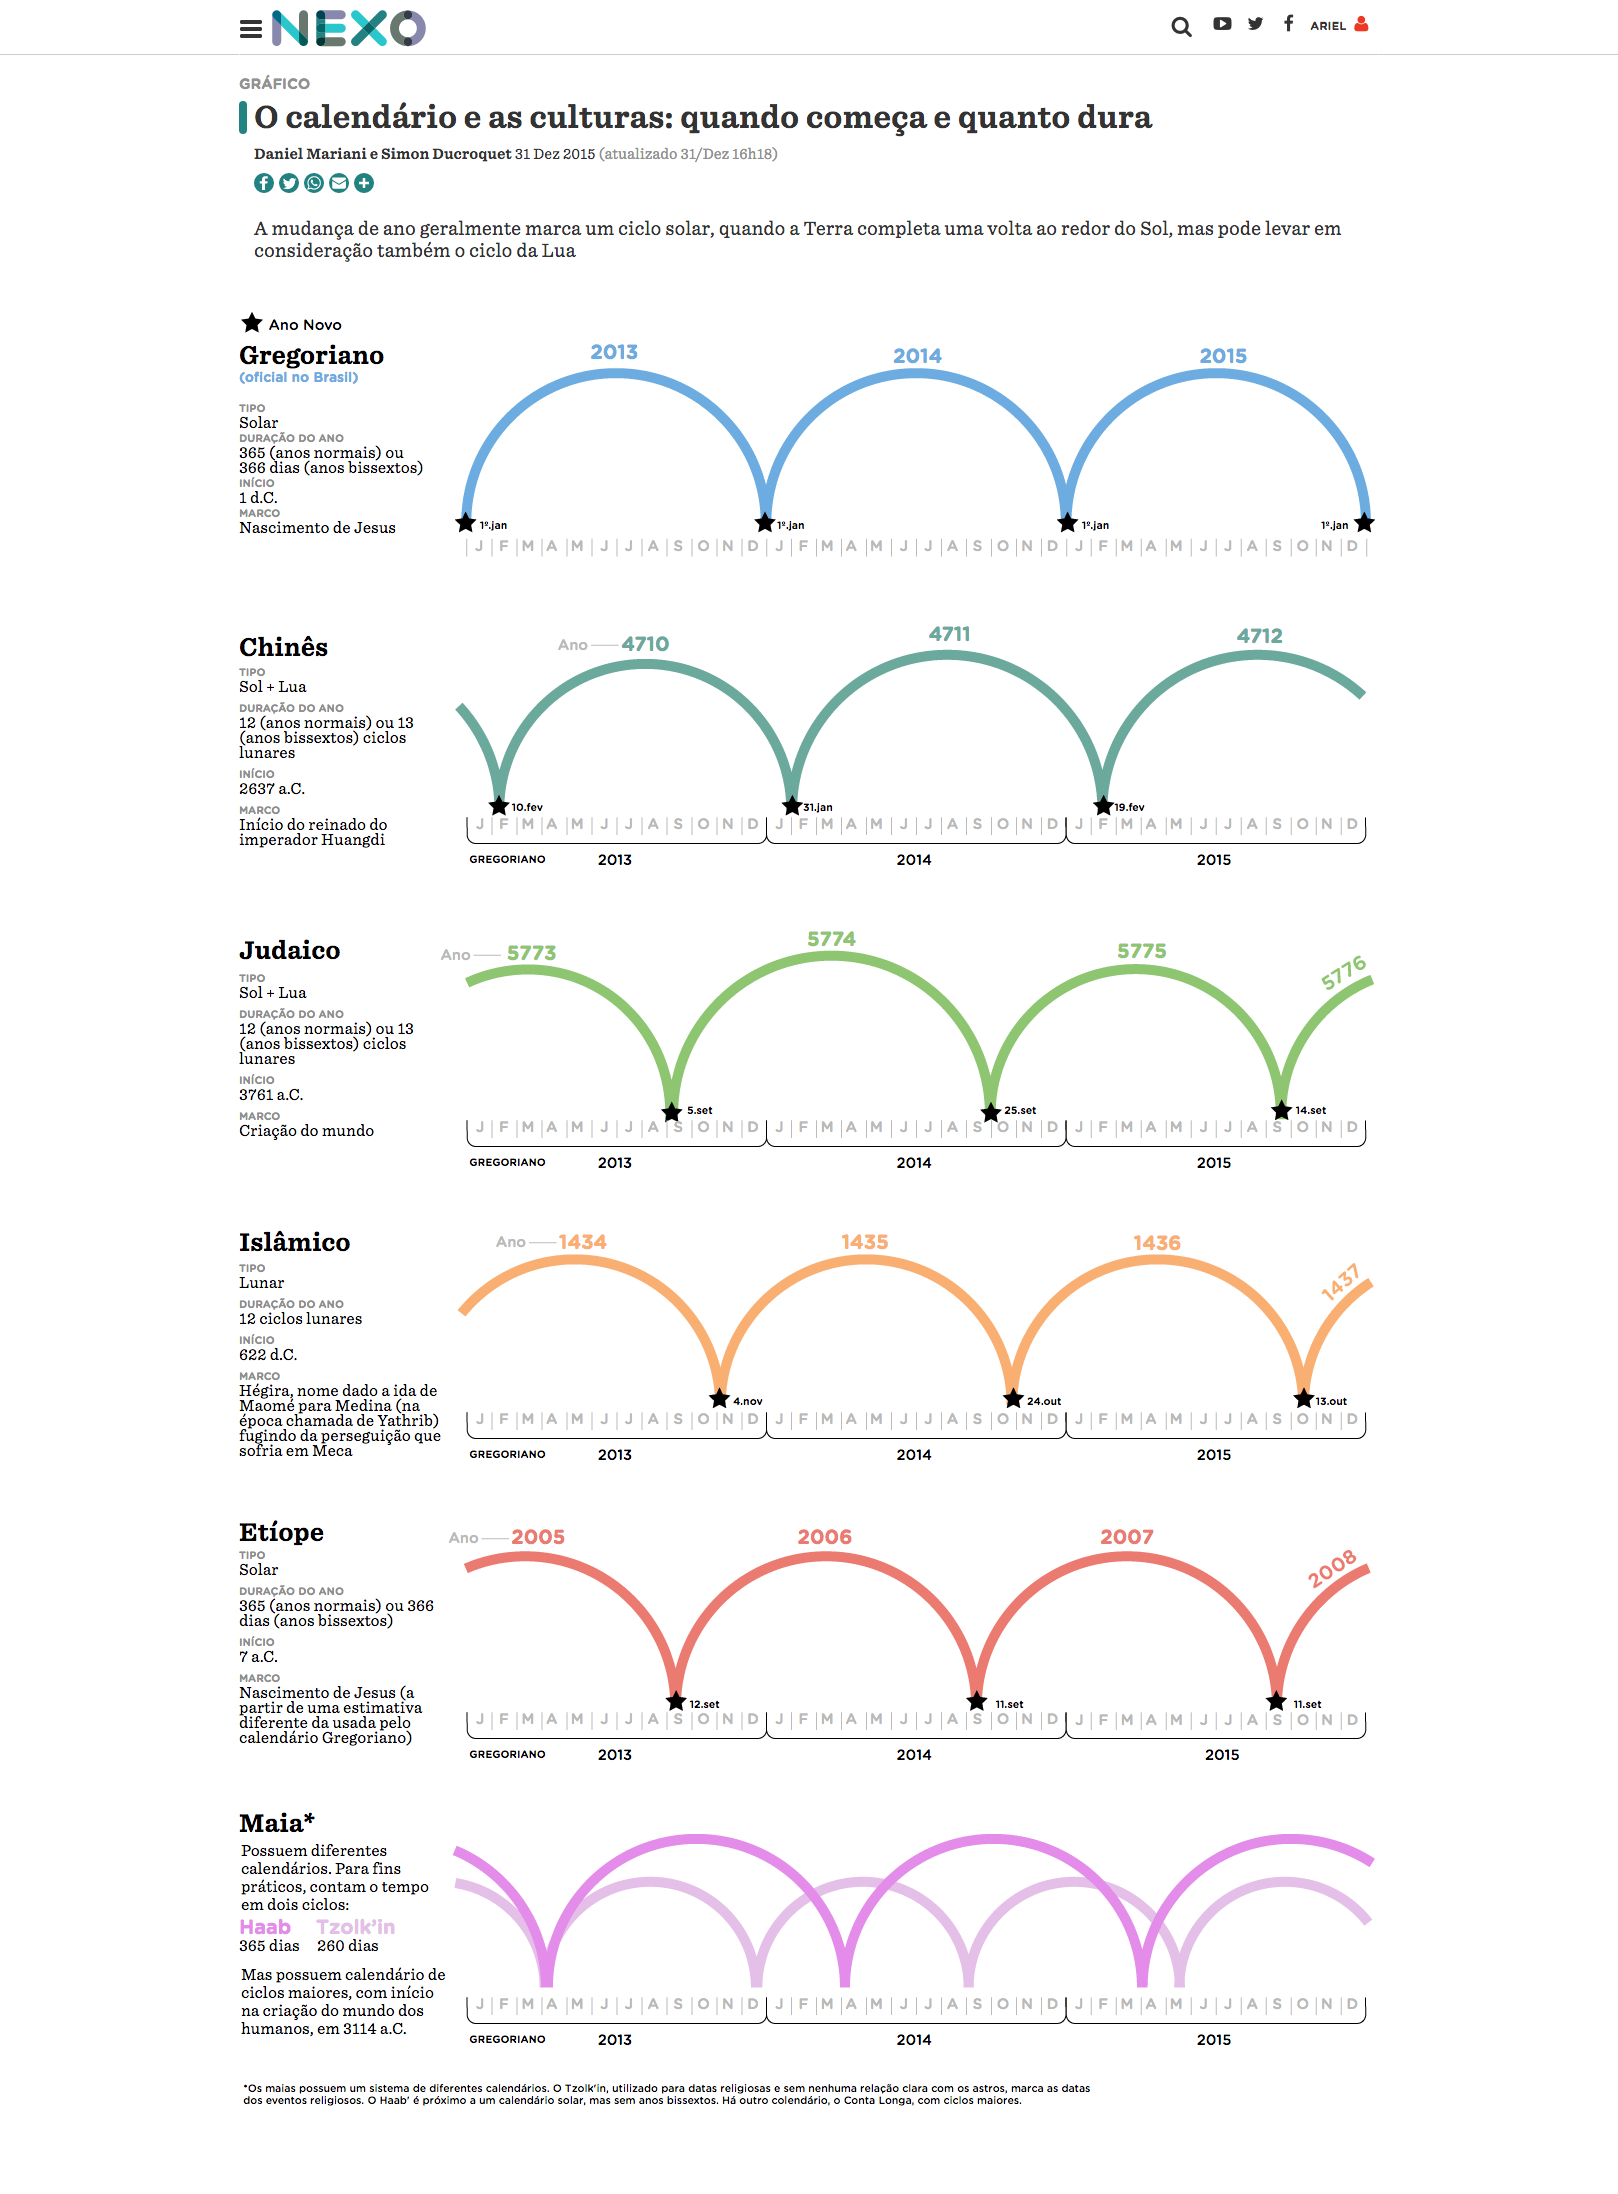 NEXO
ARIEL
GRÁFICO
O calendário e as culturas: quando começa e quanto dura
Daniel Mariani e Simon Ducroquet 31 Dez 2015 (atualizado 31/Dez 16h18)
A mudança de ano geralmente marca um ciclo solar, quando a Terra completa uma volta ao redor do Sol, mas pode levar em
consideração também o ciclo da Lua
Ano Novo
Gregoriano
(oficial no Brasil)
TIPO
Solar
DURAÇÃO DO ANO
365 (anos normais) ou
366 dias (anos bissextos)
INÍCIO
1 d.C.
MARCO
Nascimento de Jesus
2013 2014 2015
1º.jan 1º.jan 1º.jan 1º.jan
J F M A M J J A S O N D J F M A M J J A S O N D J F M A M J J A S O N D
Chinês
TIPO
Sol + Lua
DURAÇÃO DO ANO
12 (anos normais) ou 13
(anos bissextos) ciclos
lunares
INÍCIO
2637 a.C.
MARCO
Início do reinado do
imperador Huangdi
Ano 4710 4711 4712
10.fev 31.jan 19.fev
J F M A M J J A S O N D J F M A M J J A S O N D J F M A M J J A S O N D
GREGORIANO 2013 2014 2015
Judaico
TIPO
Sol + Lua
DURAÇÃO DO ANO
12 (anos normais) ou 13
(anos bissextos) ciclos
lunares
INÍCIO
3761 a.C.
MARCO
Criação do mundo
Ano 5773 5774 5775 5776
5.set 25.set 14.set
J F M A M J J A S O N D J F M A M J J A S O N D J F M A M J J A S O N D
GREGORIANO 2013 2014 2015
Islâmico
TIPO
Lunar
DURAÇÃO DO ANO
12 ciclos lunares
INÍCIO
622 d.C.
MARCO
Hégira, nome dado a ida de
Maomé para Medina (na
época chamada de Yathrib)
fugindo da perseguição que
sofria em Meca
Ano 1434 1435 1436 1437
4.nov 24.out 13.out
J F M A M J J A S O N D J F M A M J J A S O N D J F M A M J J A S O N D
GREGORIANO 2013 2014 2015
Etíope
TIPO
Solar
DURAÇÃO DO ANO
365 (anos normais) ou 366
dias (anos bissextos)
INÍCIO
7 a.C.
MARCO
Nascimento de Jesus (a
partir de uma estimativa
diferente da usada pelo
calendário Gregoriano)
Ano 2005 2006 2007 2008
12.set 11.set 11.set
J F M A M J J A S O N D J F M A M J J A S O N D J F M A M J J A S O N D
GREGORIANO 2013 2014 2015
Maia*
Possuem diferentes
calendários. Para fins
práticos, contam o tempo
em dois ciclos:
Haab Tzolk'in
365 dias 260 dias
Mas possuem calendário de
ciclos maiores, com início
na criação do mundo dos
humanos, em 3114 a.C.
J F M A M J J A S O N D J F M A M J J A S O N D J F M A M J J A S O N D
GREGORIANO 2013 2014 2015
*Os maias possuem um sistema de diferentes calendários. O Tzolk'in, utilizado para datas religiosas e sem nenhuma relação clara com os astros, marca as datas
dos eventos religiosos. O Haab' é próximo a um calendário solar, mas sem anos bissextos. Há outro colendário, o Conta Longa, com ciclos maiores.